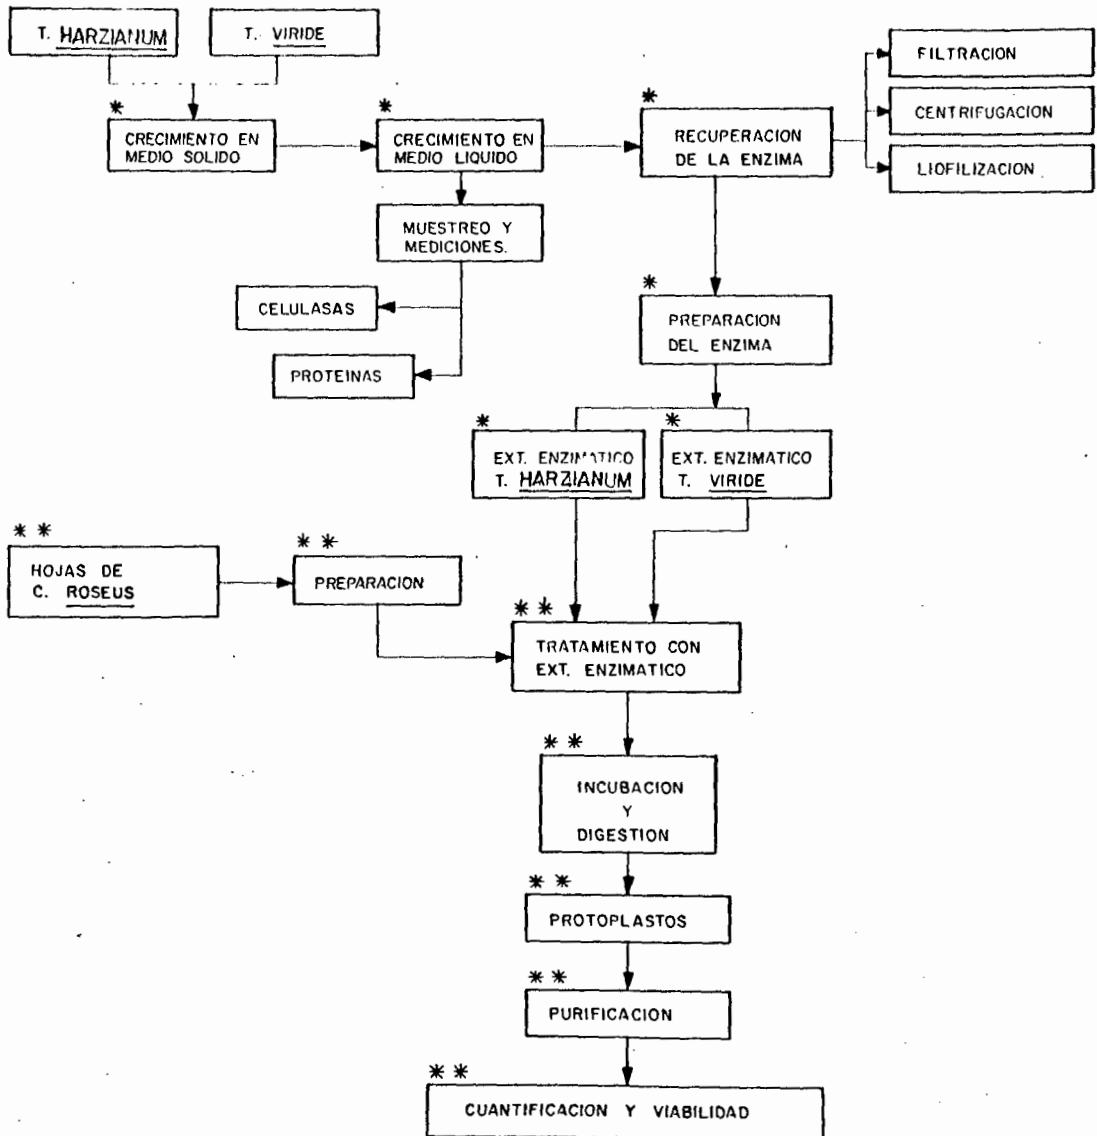 T. HARZIANUM
T. VIRIDE
*
CRECIMIENTO EN
MEDIO SOLIDO
*
CRECIMIENTO EN
MEDIO LIQUIDO
*
RECUPERACION
DE LA ENZIMA
FILTRACION
CENTRIFUGACION
LIOFILIZACION
MUESTREO Y
MEDICIONES.
CELULASAS
PROTEINAS
*
PREPARACION
DEL ENZIMA
*
EXT. ENZIMATICO
T. HARZIANUM
*
EXT. ENZIMATICO
T. VIRIDE
* *
HOJAS DE
C. ROSEUS
* *
PREPARACION
* *
TRATAMIENTO CON
EXT. ENZIMATICO
* *
INCUBACION
Y
DIGESTION
* *
PROTOPLASTOS
* *
PURIFICACION
* *
CUANTIFICACION Y VIABILIDAD